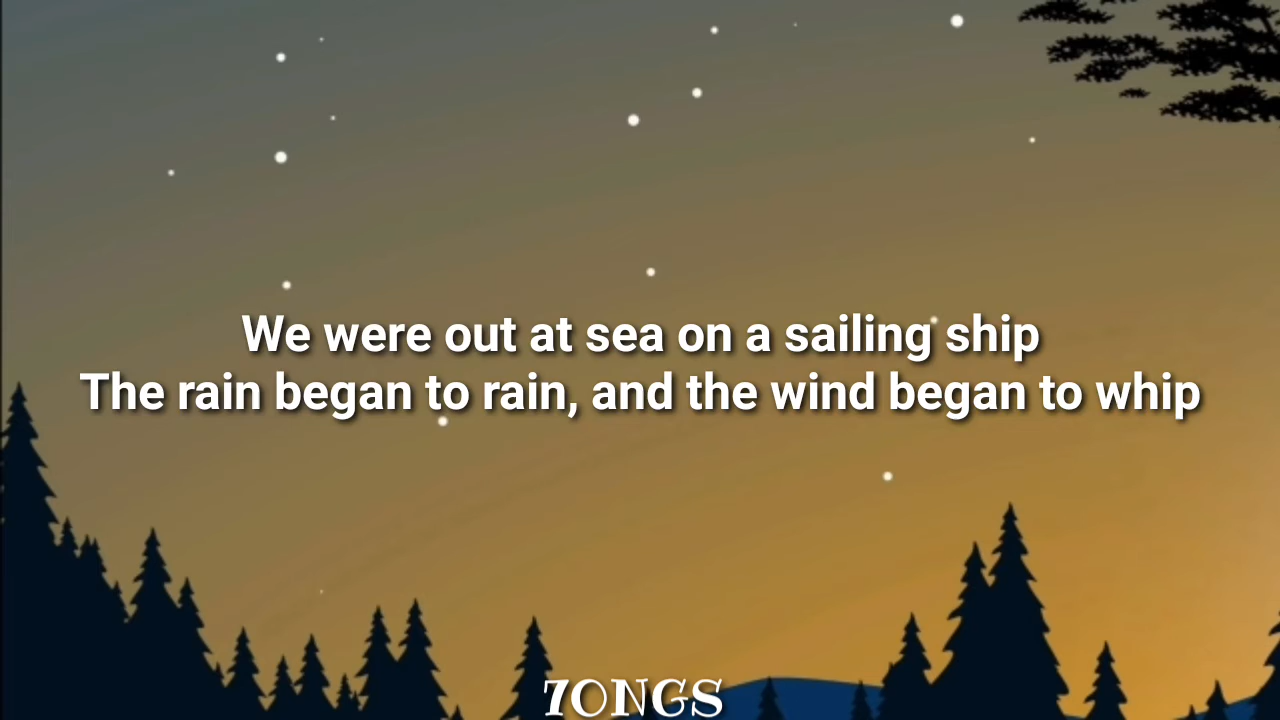 We were out at sea on a sailing ship
The rain began to rain, and the wind began to whip
7ONGS